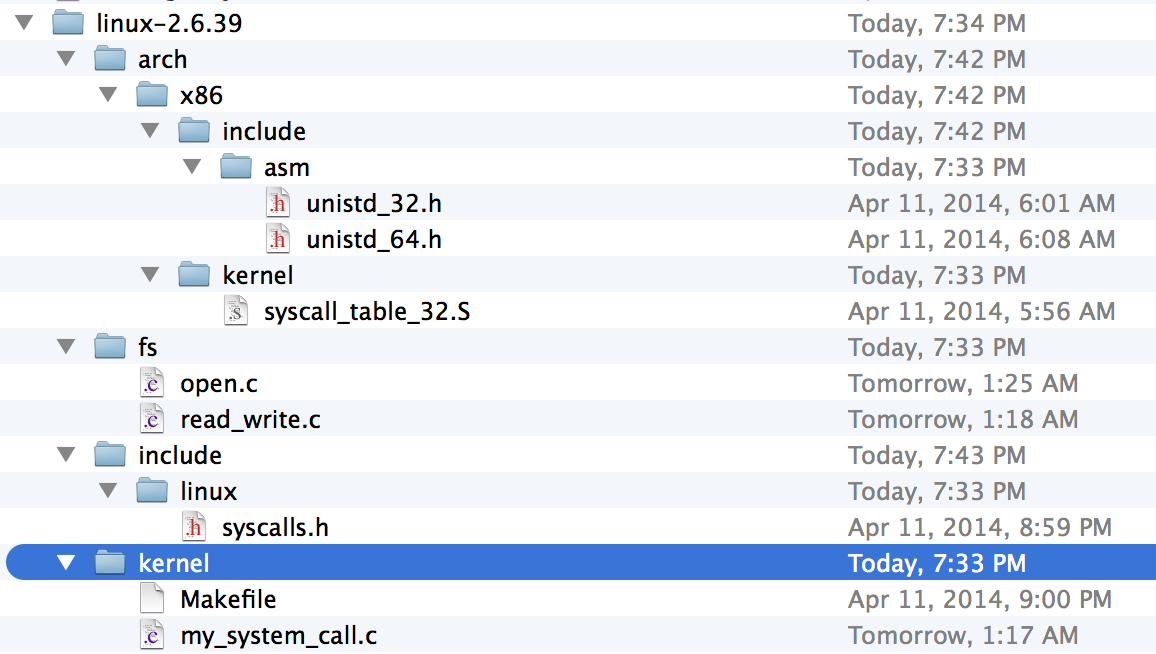 linux-2.6.39 Today, 7:34 PM
arch Today, 7:42 PM
x86 Today, 7:42 PM
include Today, 7:42 PM
asm Today, 7:33 PM
unistd_32.h Apr 11, 2014, 6:01 AM
unistd_64.h Apr 11, 2014, 6:08 AM
kernel Today, 7:33 PM
syscall_table_32.S Apr 11, 2014, 5:56 AM
fs Today, 7:33 PM
open.c Tomorrow, 1:25 AM
read_write.c Tomorrow, 1:18 AM
include Today, 7:43 PM
linux Today, 7:33 PM
syscalls.h Apr 11, 2014, 8:59 PM
kernel Today, 7:33 PM
Makefile Apr 11, 2014, 9:00 PM
my_system_call.c Tomorrow, 1:17 AM